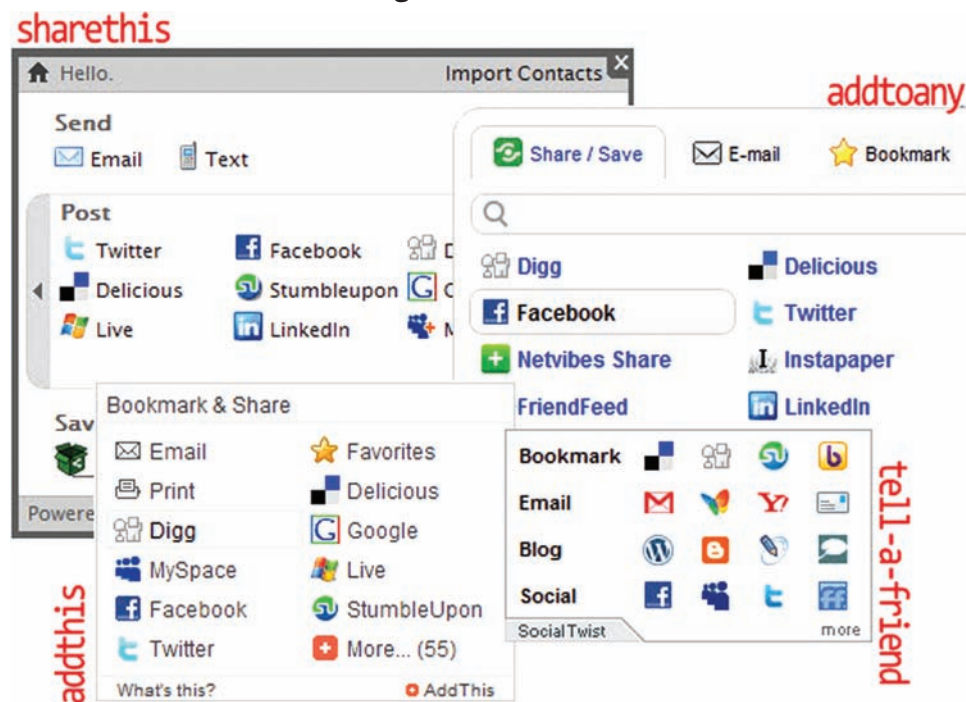 sharethis
Hello. Import Contacts X
Send
Email Text
Post
Twitter Facebook D
Delicious Stumbleupon G
Live LinkedIn M
Sav
Powere
addtoany
Share / Save E-mail Bookmark
Digg Delicious
Facebook Twitter
Netvibes Share Instapaper
FriendFeed LinkedIn
Bookmark & Share
Email Favorites
Print Delicious
Digg Google
MySpace Live
Facebook StumbleUpon
Twitter More... (55)
What's this? AddThis
addthis
Bookmark
Email
Blog
Social
SocialTwist more
tell-a-friend